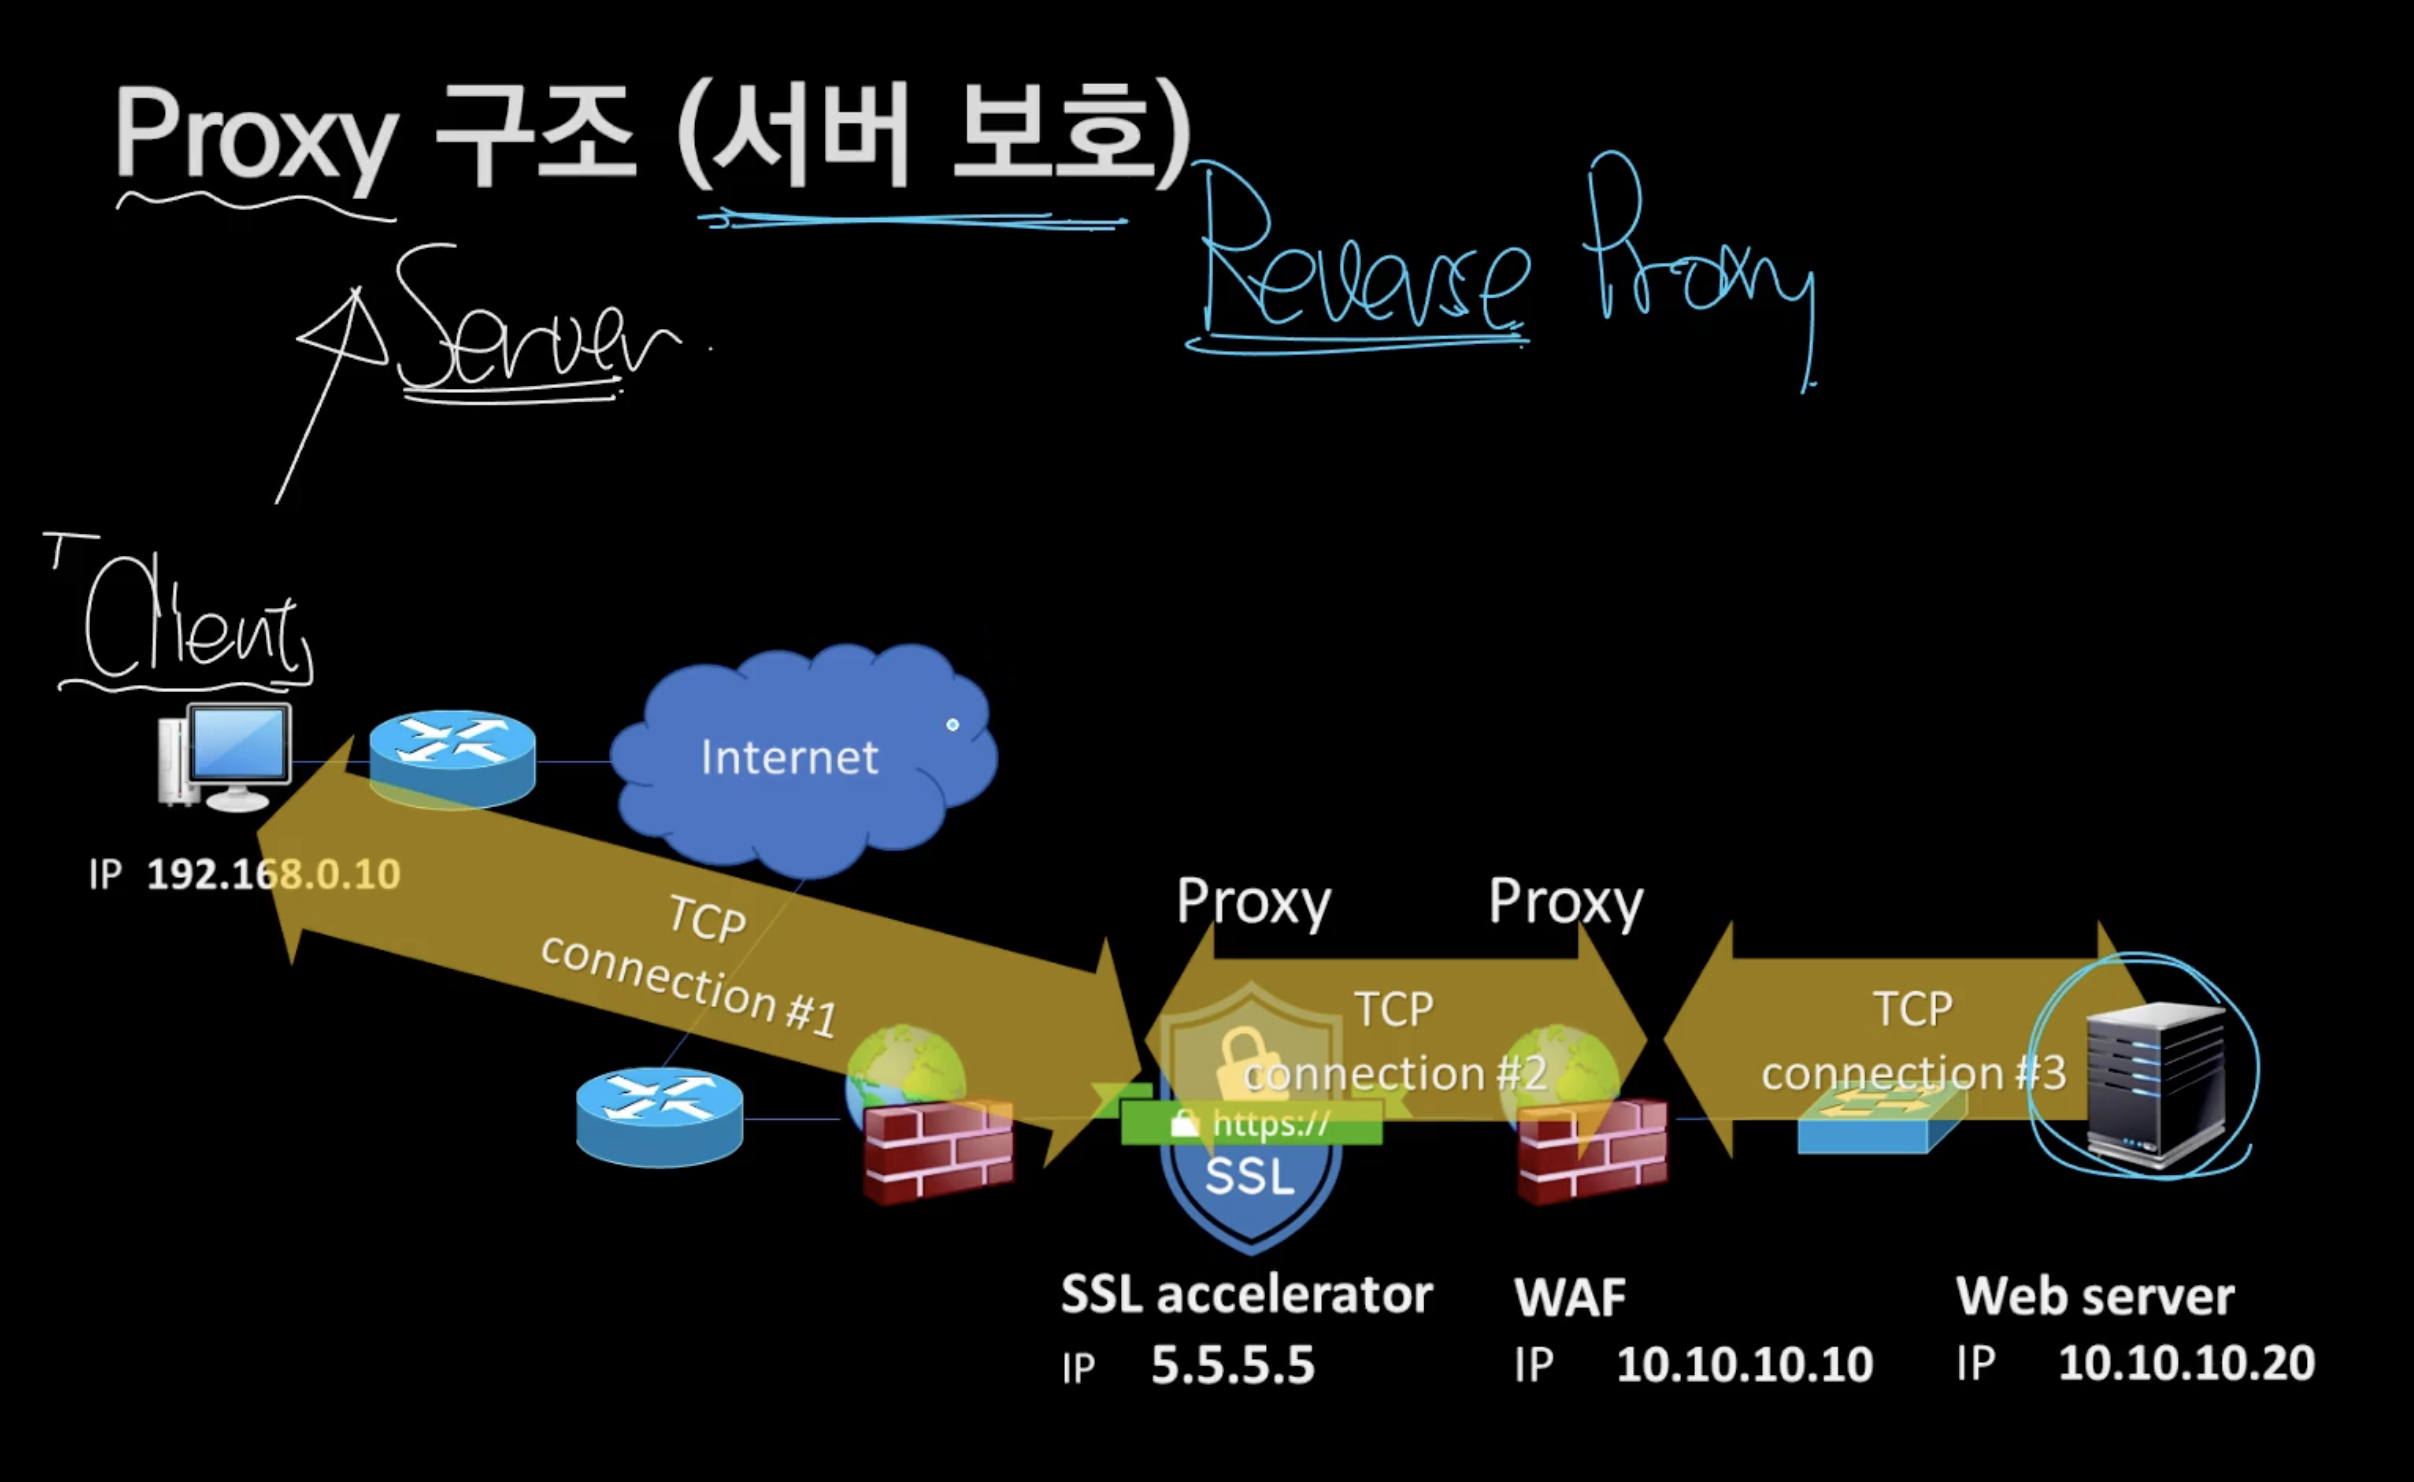 Proxy 구조 (서버 보호)
Reverse Proxy
Server.
「Client」
Internet
IP 192.168.0.10
TCP
connection #1
Proxy
Proxy
TCP
connection #2
TCP
connection #3
https://
SSL
SSL accelerator
IP 5.5.5.5
WAF
IP 10.10.10.10
Web server
IP 10.10.10.20